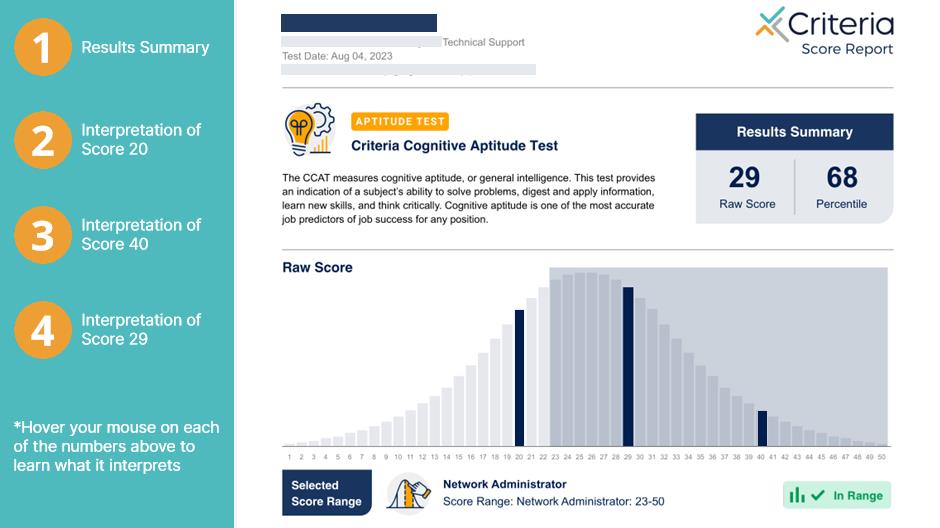 1
Results Summary
2
Interpretation of
Score 20
3
Interpretation of
Score 40
4
Interpretation of
Score 29
*Hover your mouse on each
of the numbers above to
learn what it interprets
Technical Support
Test Date: Aug 04, 2023
Criteria
Score Report
APTITUDE TEST
Criteria Cognitive Aptitude Test
The CCAT measures cognitive aptitude, or general intelligence. This test provides
an indication of a subject's ability to solve problems, digest and apply information,
learn new skills, and think critically. Cognitive aptitude is one of the most accurate
job predictors of job success for any position.
Results Summary
29 68
Raw Score Percentile
Raw Score
1 2 3 4 5 6 7 8 9 10 11 12 13 14 15 16 17 18 19 20 21 22 23 24 25 26 27 28 29 30 31 32 33 34 35 36 37 38 39 40 41 42 43 44 45 46 47 48 49 50
Selected
Score Range
Network Administrator
Score Range: Network Administrator: 23-50
In Range